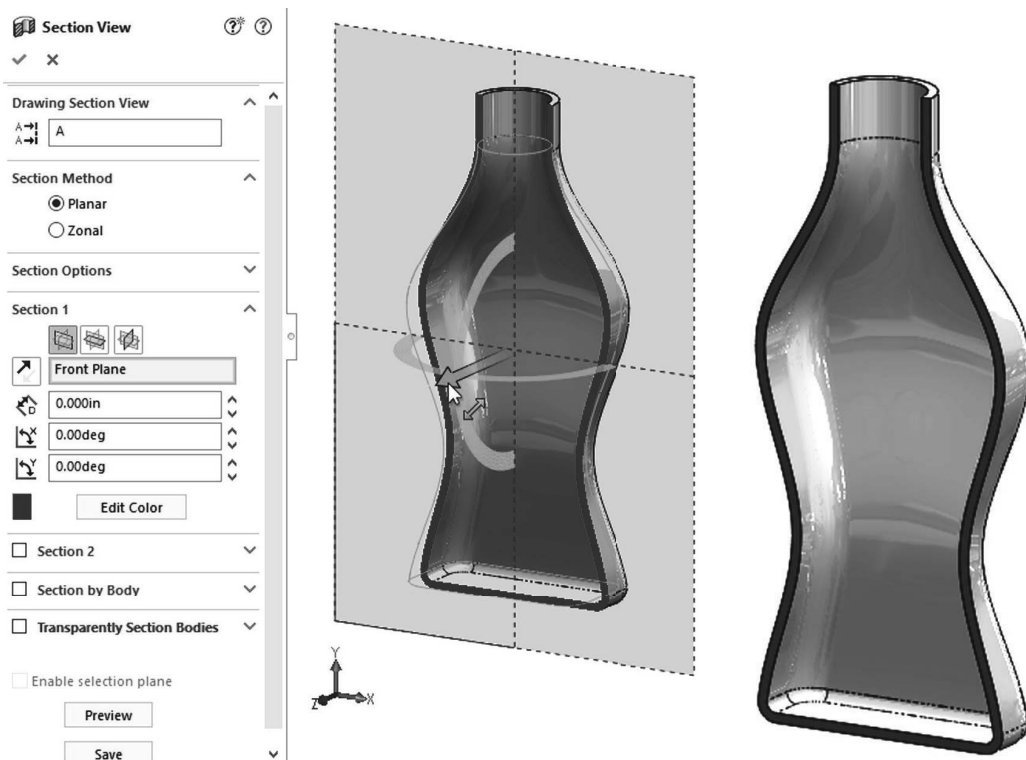 Section View
Drawing Section View
A
A
A
Section Method
Planar
Zonal
Section Options
Section 1
Front Plane
D
0.000in
X
0.00deg
Y
0.00deg
Edit Color
Section 2
Section by Body
Transparently Section Bodies
Enable selection plane
Preview
Save
Y
Z
X